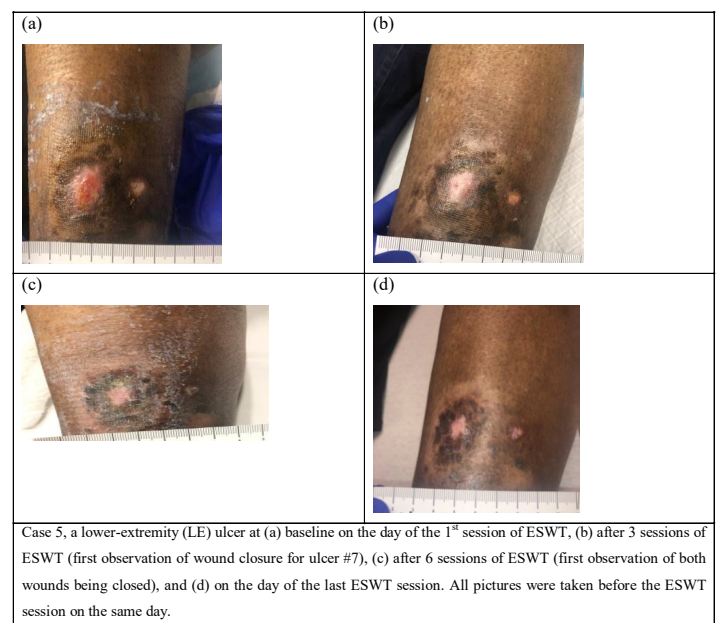 (a)
(b)
(c)
(d)
Case 5, a lower-extremity (LE) ulcer at (a) baseline on the day of the 1st session of ESWT, (b) after 3 sessions of
ESWT (first observation of wound closure for ulcer #7), (c) after 6 sessions of ESWT (first observation of both
wounds being closed), and (d) on the day of the last ESWT session. All pictures were taken before the ESWT
session on the same day.